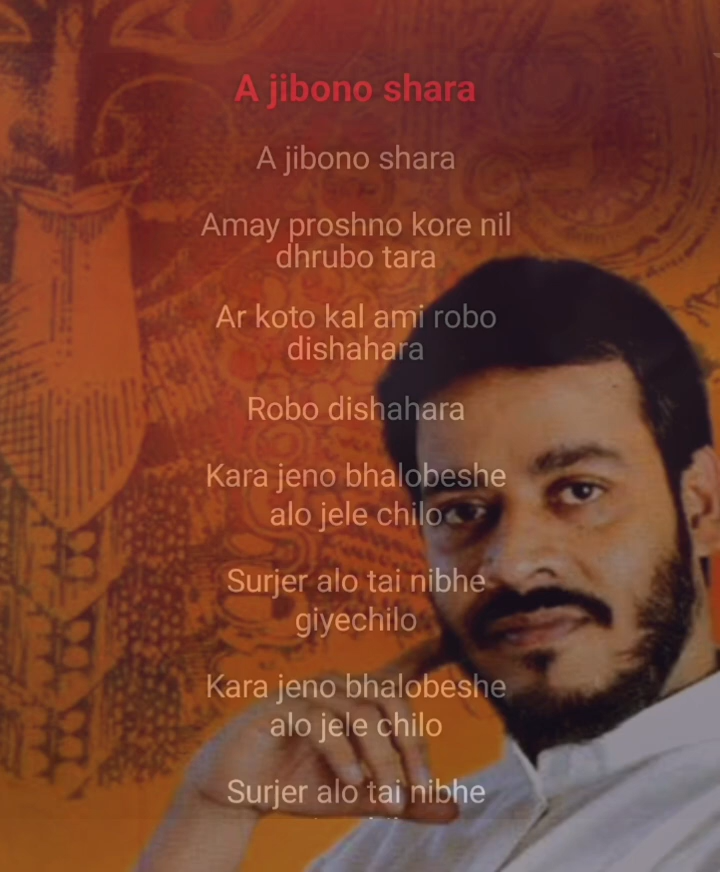 A jibono shara
A jibono shara
Amay proshno kore nil
dhrubo tara
Ar koto kal ami robo
dishahara
Robo dishahara
Kara jeno bhalobeshe
alo jele chilo
Surjer alo tai nibhe
giyechilo
Kara jeno bhalobeshe
alo jele chilo
Surjer alo tai nibhe